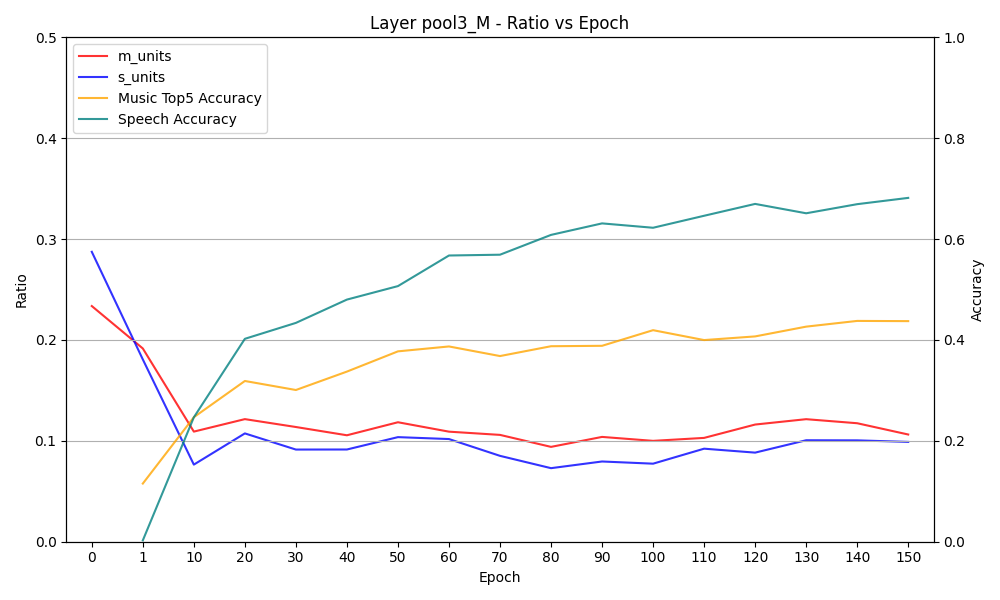 Layer pool3_M - Ratio vs Epoch
m_units
s_units
Music Top5 Accuracy
Speech Accuracy
0.5
0.4
0.3
0.2
0.1
0.0
Ratio
1.0
0.8
0.6
0.4
0.2
0.0
Accuracy
0 1 10 20 30 40 50 60 70 80 90 100 110 120 130 140 150
Epoch